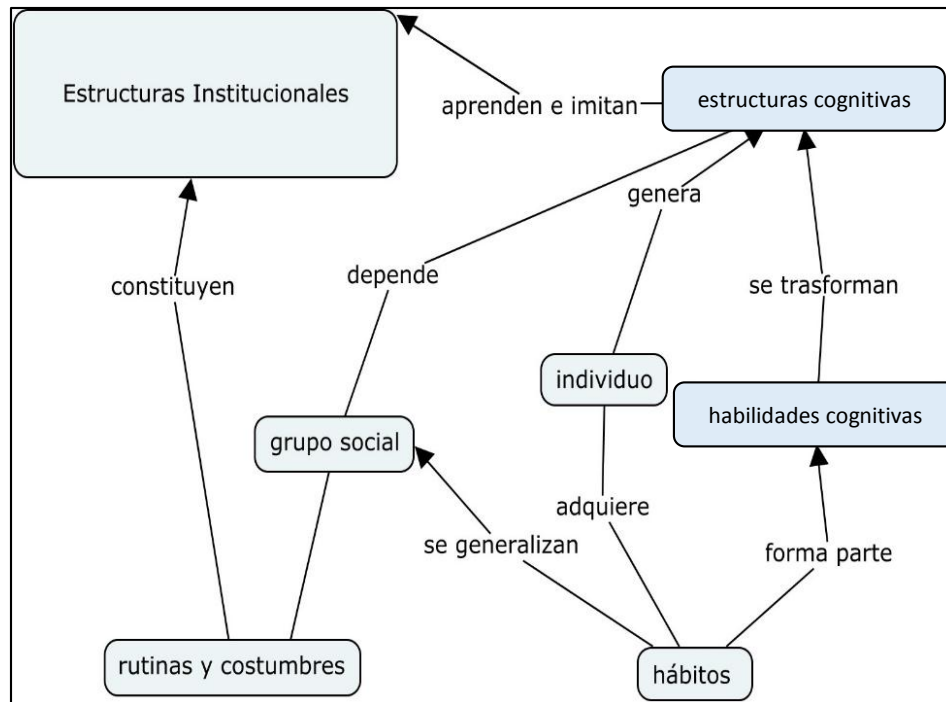 Estructuras Institucionales
estructuras cognitivas
aprenden e imitan
genera
depende
constituyen
se trasforman
individuo
habilidades cognitivas
grupo social
adquiere
se generalizan
forma parte
rutinas y costumbres
hábitos